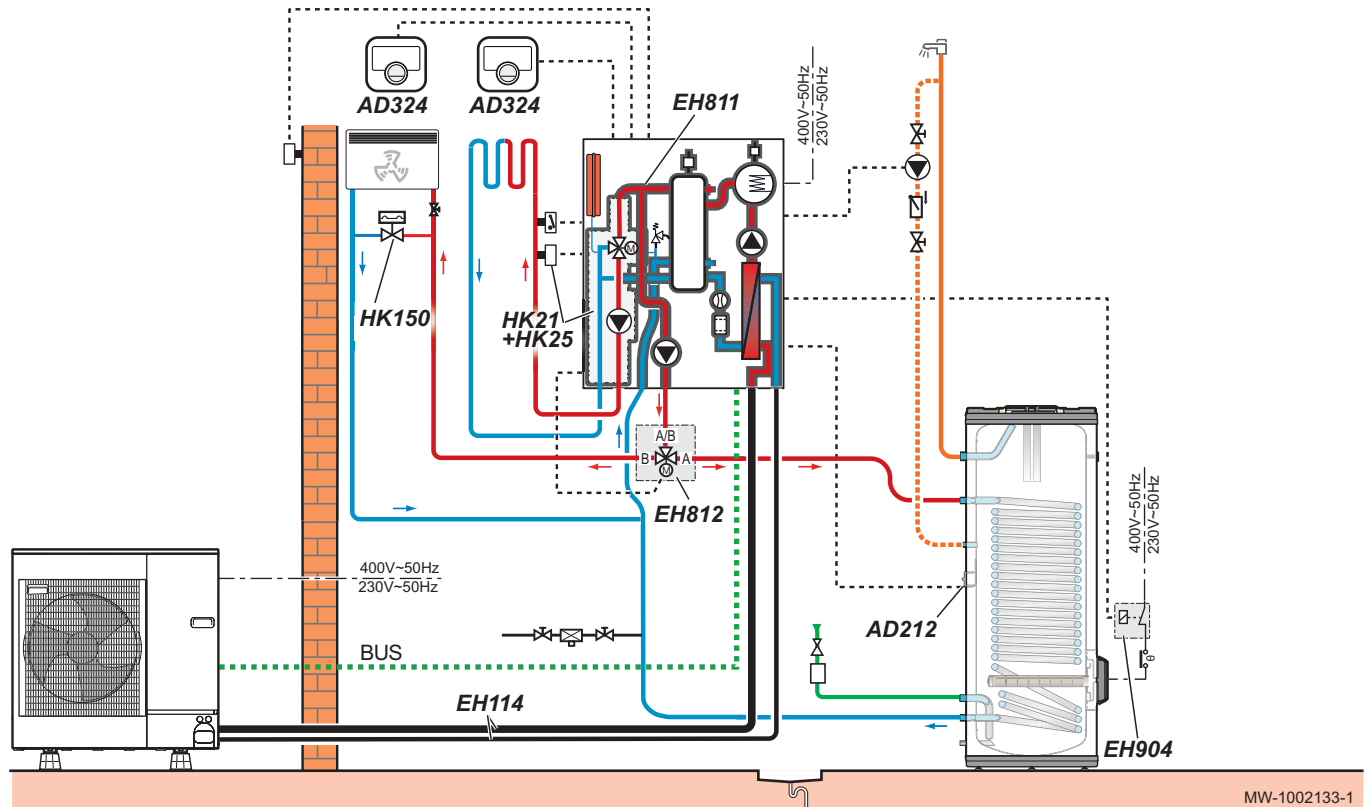 AD324
AD324
EH811
400V~50Hz
230V~50Hz
HK150
HK21
+HK25
M
M
A/B
B
A
EH812
400V~50Hz
230V~50Hz
400V~50Hz
230V~50Hz
AD212
θ
BUS
EH114
EH904
MW-1002133-1